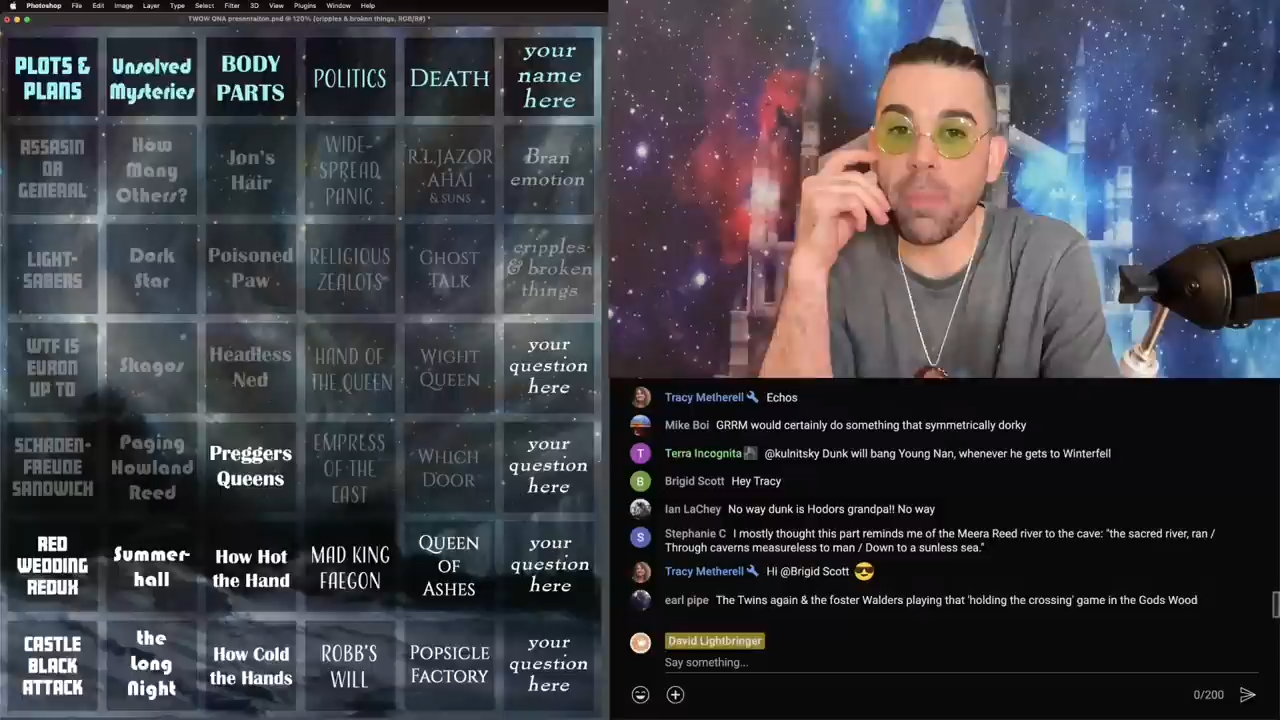 Photoshop File Edit Image Layer Type Select Filter 3D View Plugins Window Help
TWOW QNA presentaiton.psd @ 120% (cripples & broken things, RGB/8#) *
PLOTS &
PLANS
Unsolved
Mysteries
BODY
PARTS
POLITICS
DEATH
your
name
here
ASSASIN
OR
GENERAL
How
Many
Others?
Jon's
Hair
WIDE-
SPREAD
PANIC
R.L.JAZOR
AHAI
& SUNS
Bran
emotion
LIGHT-
SABERS
Dark
Star
Poisoned
Paw
RELIGIOUS
ZEALOTS
GHOST
TALK
cripples
& broken
things
WTF IS
EURON
UP TO
Skagos
Headless
Ned
HAND OF
THE QUEEN
WIGHT
QUEEN
your
question
here
SCHADEN-
FREUDE
SANDWICH
Paging
Howland
Reed
Preggers
Queens
EMPRESS
OF THE
EAST
WHICH
DOOR
your
question
here
RED
WEDDING
REDUX
Summer-
hall
How Hot
the Hand
MAD KING
FAEGON
QUEEN
OF
ASHES
your
question
here
CASTLE
BLACK
ATTACK
the
Long
Night
How Cold
the Hands
ROBB'S
WILL
POPSICLE
FACTORY
your
question
here
Tracy Metherell Echos
Mike Boi GRRM would certainly do something that symmetrically dorky
Terra Incognita @kulnitsky Dunk will bang Young Nan, whenever he gets to Winterfell
Brigid Scott Hey Tracy
Ian LaChey No way dunk is Hodors grandpa!! No way
Stephanie C I mostly thought this part reminds me of the Meera Reed river to the cave: "the sacred river, ran /
Through caverns measureless to man / Down to a sunless sea."
Tracy Metherell Hi @Brigid Scott 😎
earl pipe The Twins again & the foster Walders playing that 'holding the crossing' game in the Gods Wood
David Lightbringer
Say something...
0/200